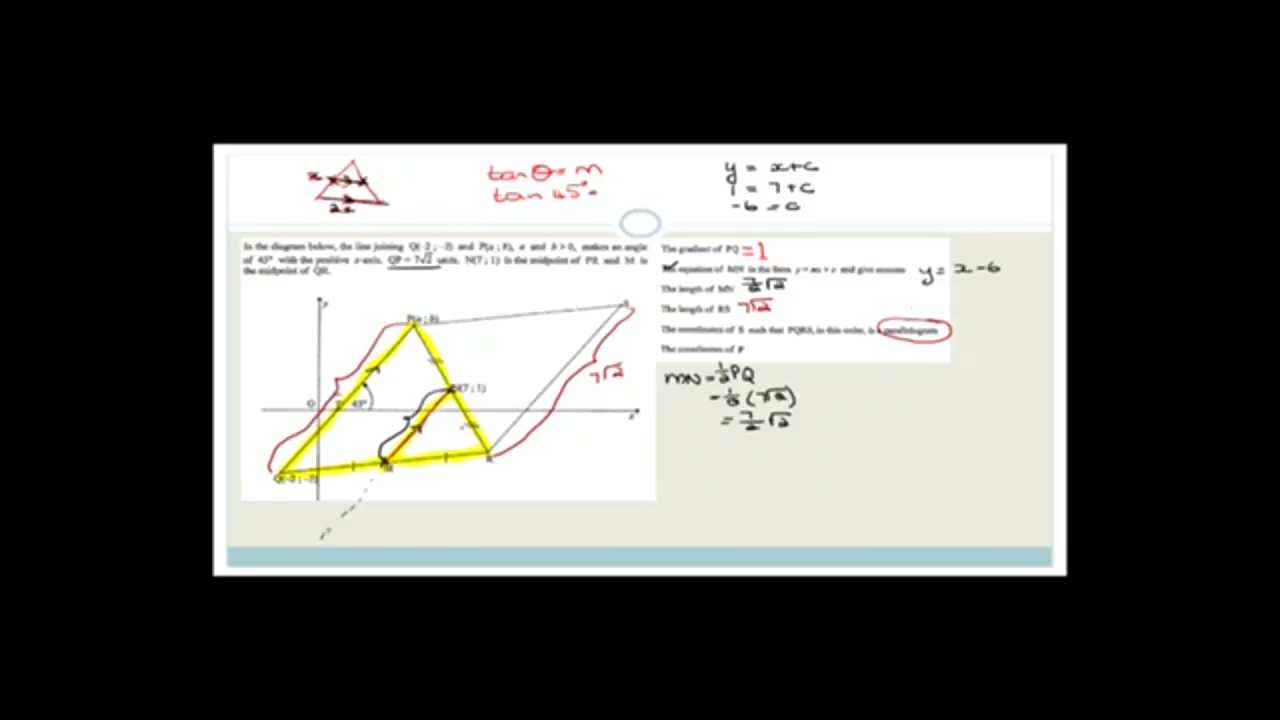 x
2x
tan θ = m
tan 45° =
y = x+c
1 = 7+c
-6 = c
In the diagram below, the line joining Q(-2 ; -3) and P(a ; b), a and b > 0, makes an angle
of 45° with the positive x-axis. QP = 7√2 units. N(7 ; 1) is the midpoint of PR and M is
the midpoint of QR.
The gradient of PQ = 1
The equation of MN in the form y = mx + c and give reasons y = x - 6
The length of MN 7/2 √2
The length of RS 7√2
The coordinates of S such that PQRS, in this order, is a parallelogram
The coordinates of P
MN = 1/2 PQ
= 1/2 (7√2)
= 7/2 √2
y
P(a ; b)
S
7√2
N(7 ; 1)
O
45°
x
R
M
Q(-2 ; -3)